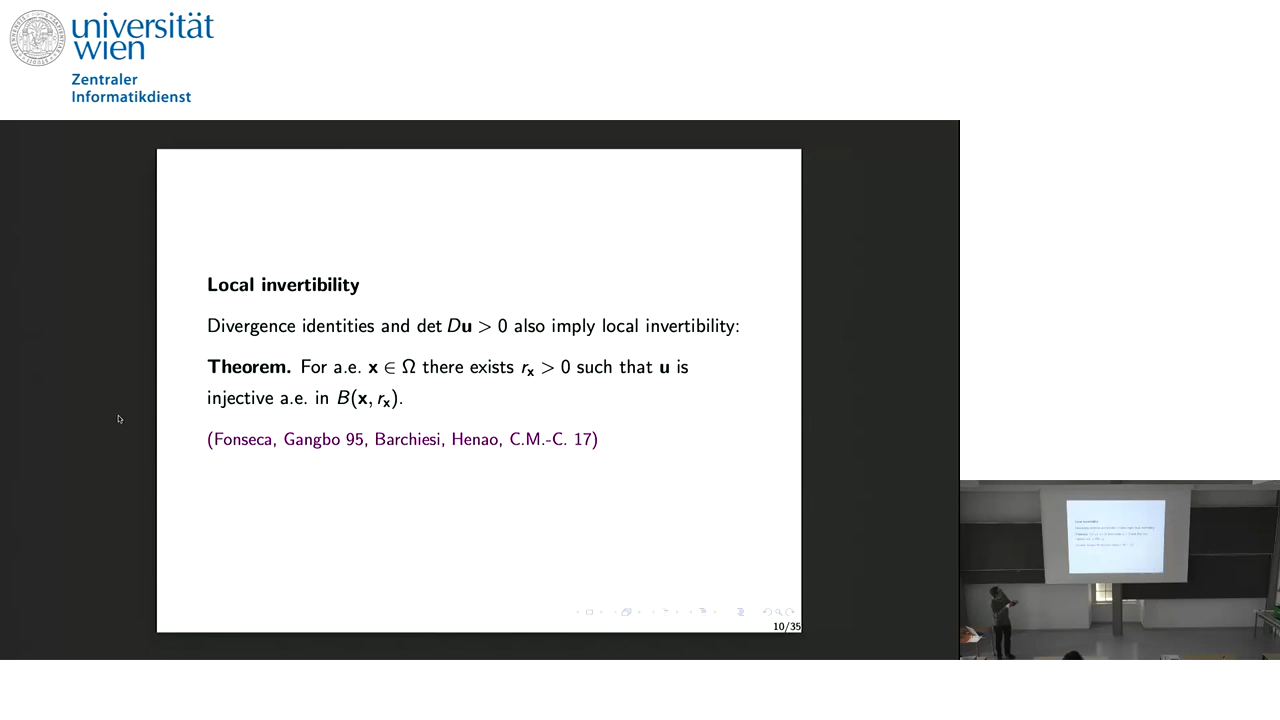 universität
wien
Zentraler
Informatikdienst
Local invertibility
Divergence identities and det Du > 0 also imply local invertibility:
Theorem. For a.e. x ∈ Ω there exists rₓ > 0 such that u is
injective a.e. in B(x, rₓ).
(Fonseca, Gangbo 95, Barchiesi, Henao, C.M.-C. 17)
10/35